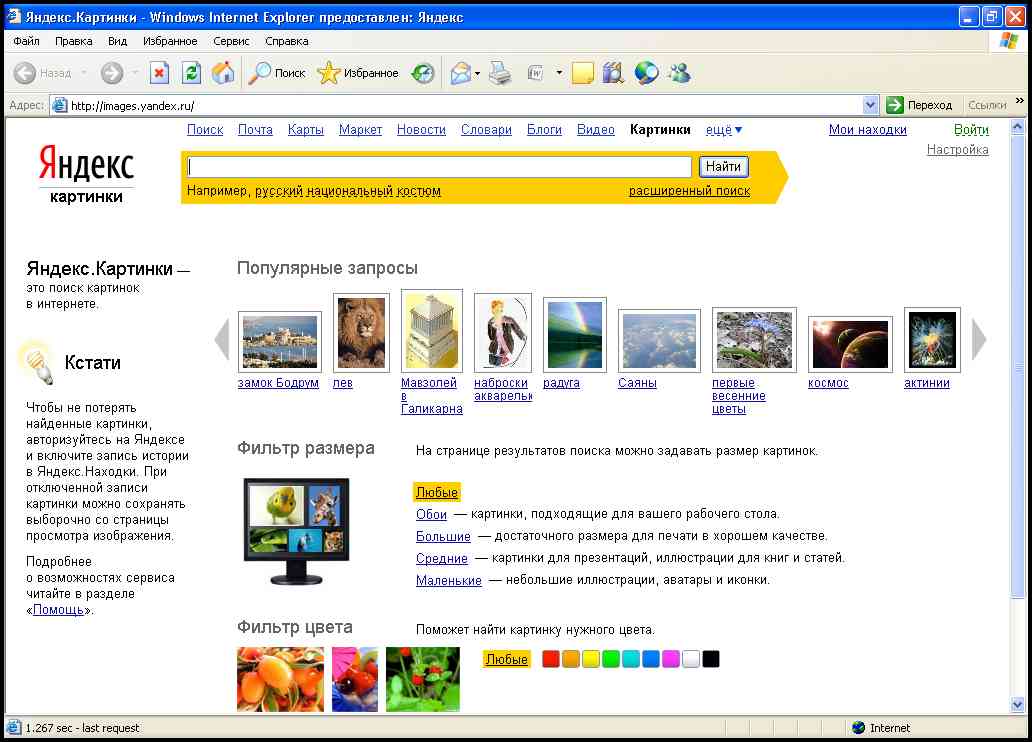 Яндекс.Картинки - Windows Internet Explorer предоставлен: Яндекс
Файл Правка Вид Избранное Сервис Справка
Назад Поиск Избранное
Адрес: http://images.yandex.ru/ Переход Ссылки »
Поиск Почта Карты Маркет Новости Словари Блоги Видео Картинки ещё▼ Мои находки Войти
Настройка
Яндекс
картинки
Найти
Например, русский национальный костюм расширенный поиск
Яндекс.Картинки —
это поиск картинок
в интернете.
Кстати
Чтобы не потерять
найденные картинки,
авторизуйтесь на Яндексе
и включите запись истории
в Яндекс.Находки. При
отключенной записи
картинки можно сохранять
выборочно со страницы
просмотра изображения.
Подробнее
о возможностях сервиса
читайте в разделе
«Помощь».
Популярные запросы
замок Бодрум
лев
Мавзолей
в
Галикарна
наброски
акварельк
радуга
Саяны
первые
весенние
цветы
космос
актинии
Фильтр размера
На странице результатов поиска можно задавать размер картинок.
Любые
Обои — картинки, подходящие для вашего рабочего стола.
Большие — достаточного размера для печати в хорошем качестве.
Средние — картинки для презентаций, иллюстрации для книг и статей.
Маленькие — небольшие иллюстрации, аватары и иконки.
Фильтр цвета
Поможет найти картинку нужного цвета.
Любые
1.267 sec - last request Internet